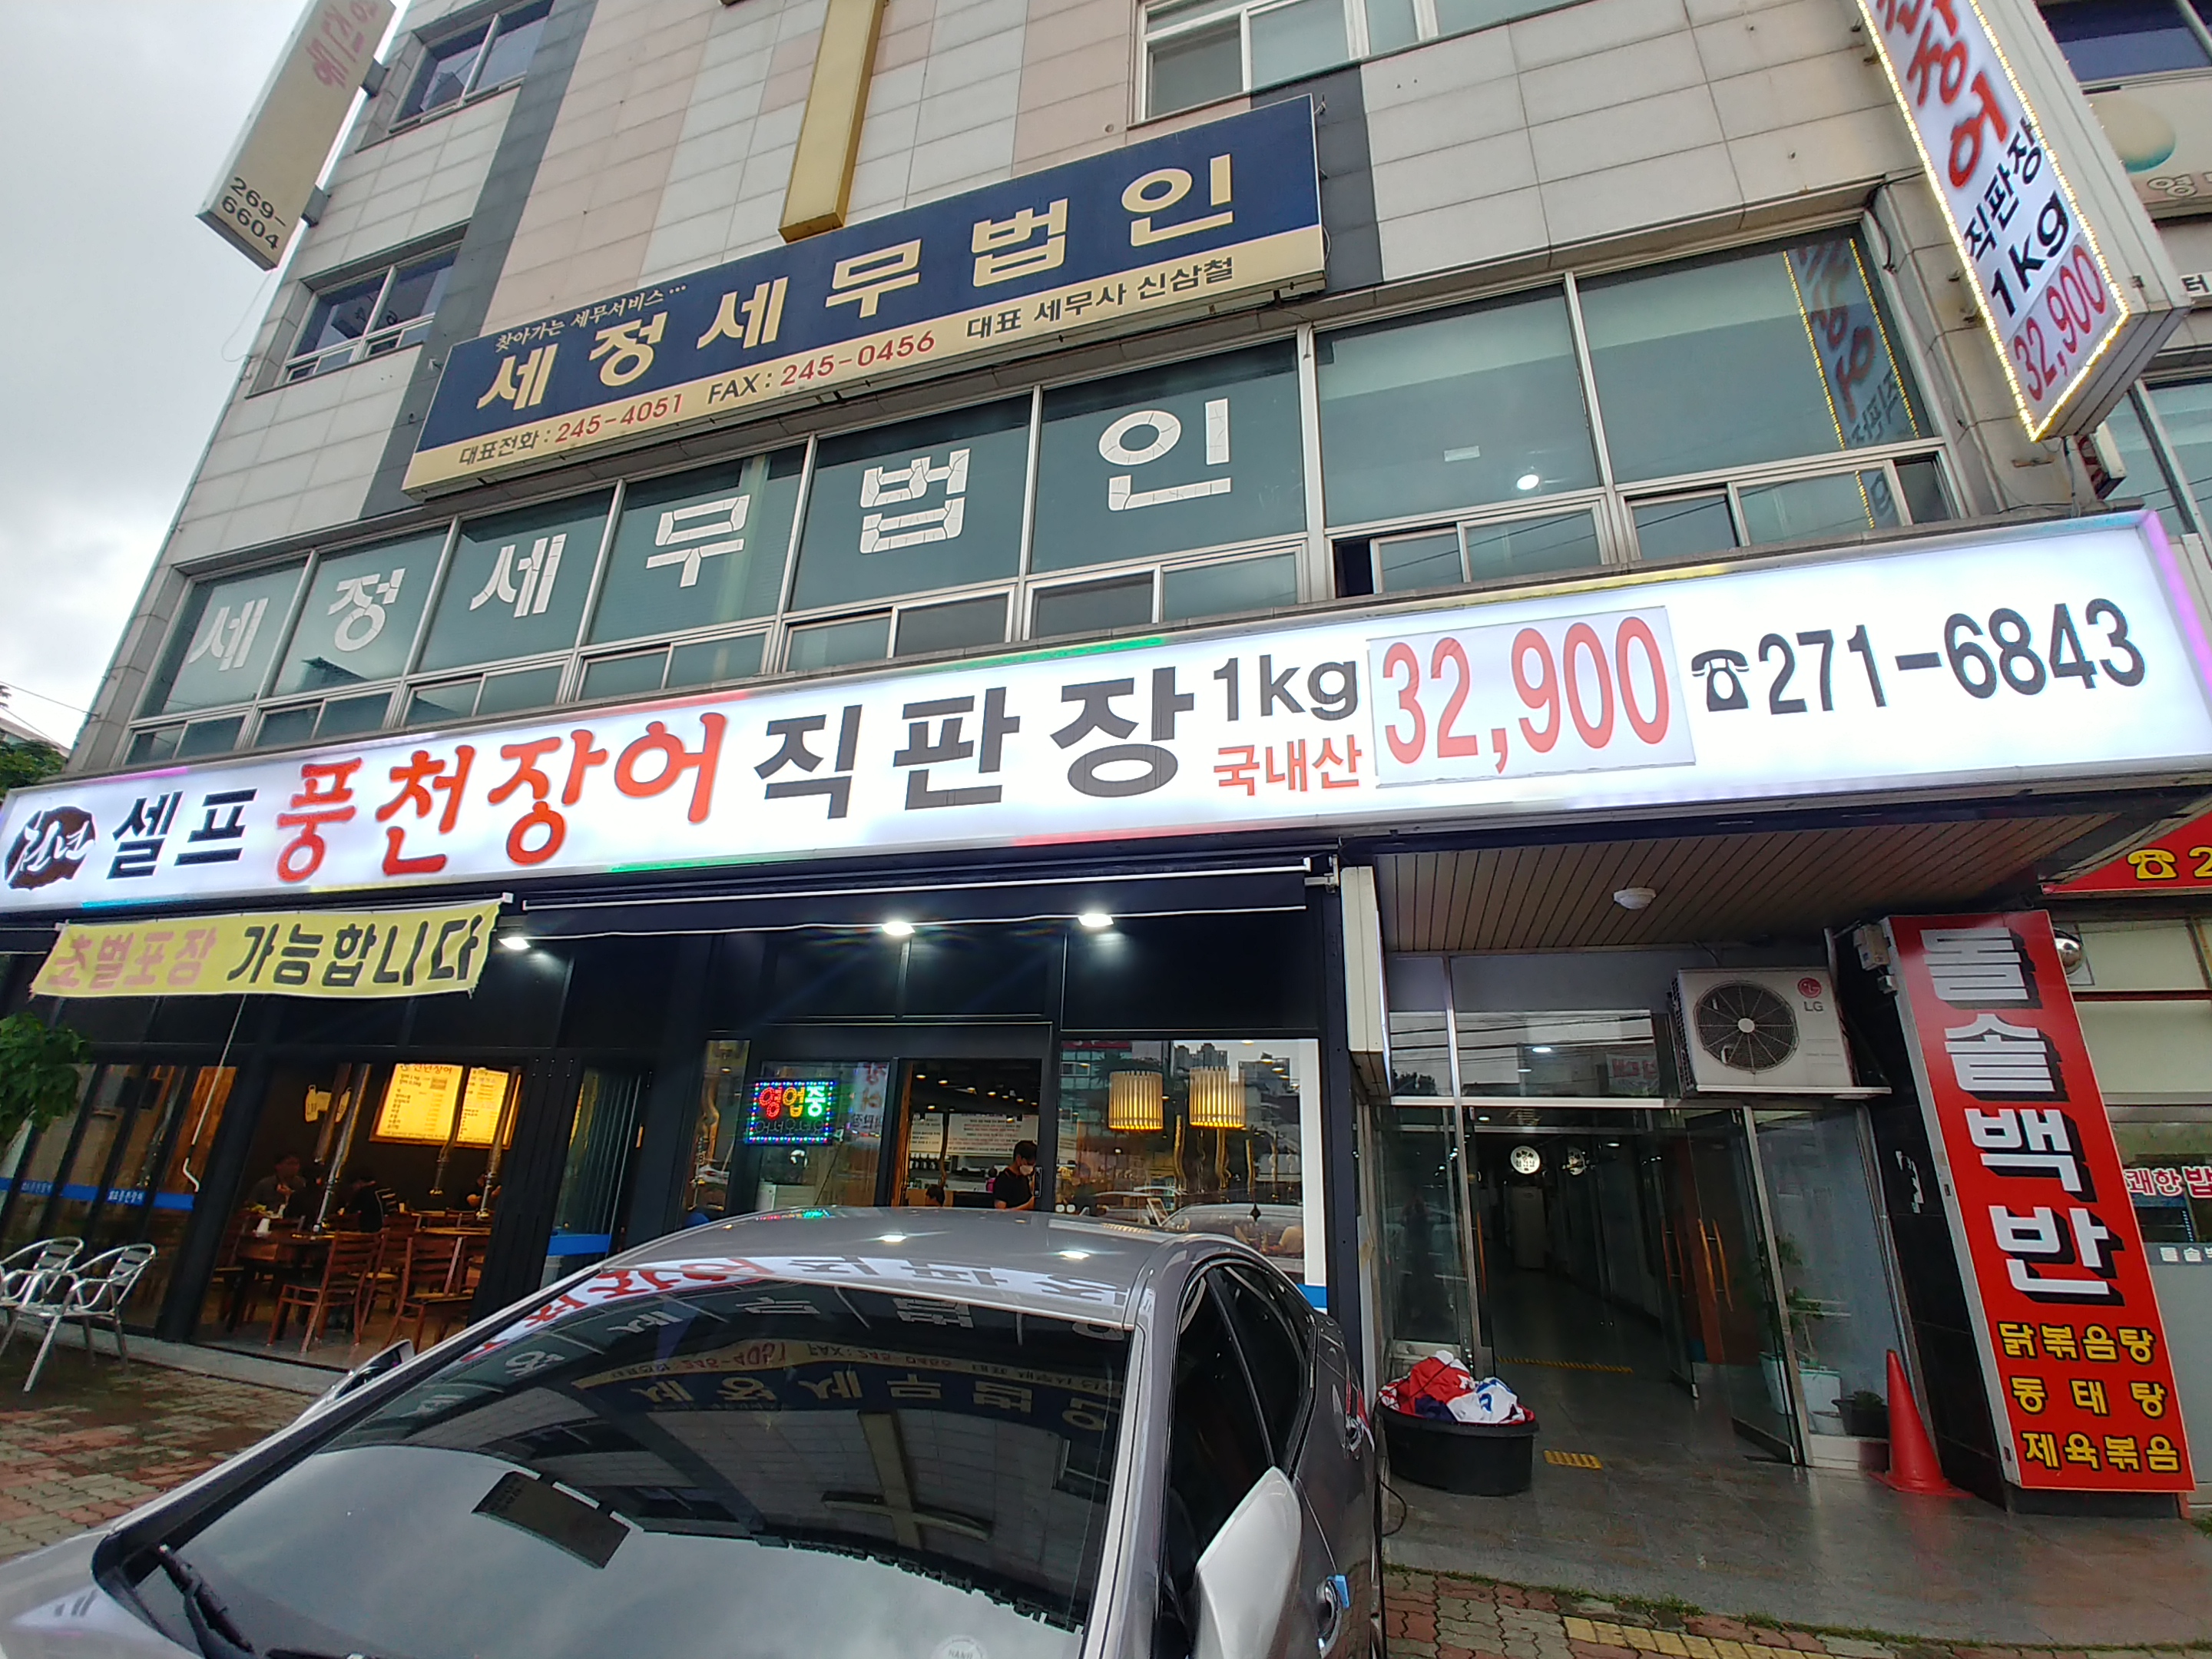 269-
6604
찾아가는 세무서비스...
세정세무법인
대표전화 : 245-4051 FAX : 245-0456 대표 세무사 신삼철
세정세무법인
장어
직판장
1kg
32,900
셀프 풍천장어 직판장 1kg 국내산 32,900 ☎271-6843
초벌포장 가능합니다
영업중
LG
돌솥백반
닭볶음탕
동태탕
제육볶음